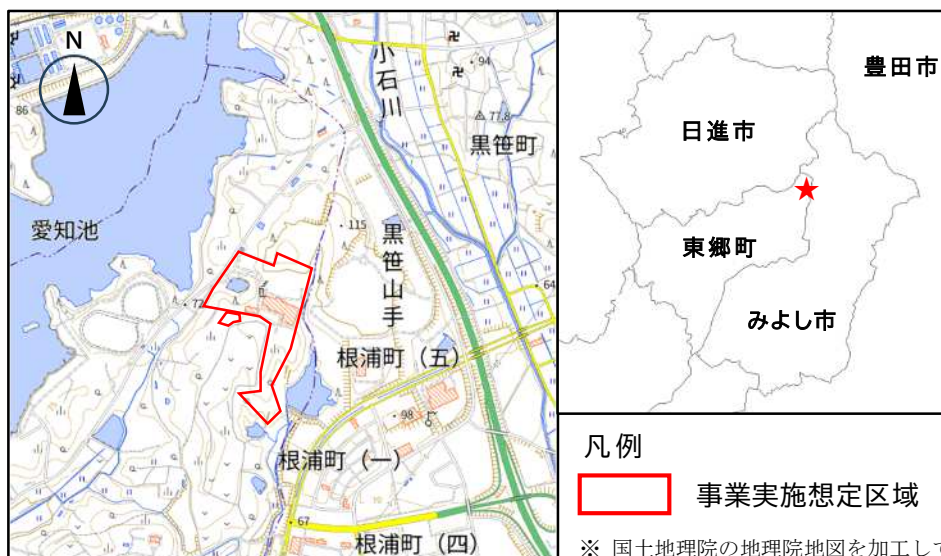 N
86
愛知池
72
115
小石川
卍
卍
94
77.8
黒笹町
黒笹山手
64
根浦町（五）
98
根浦町（一）
67
根浦町（四）
豊田市
日進市
東郷町
みよし市
凡例
事業実施想定区域
※ 国土地理院の地理院地図を加工して